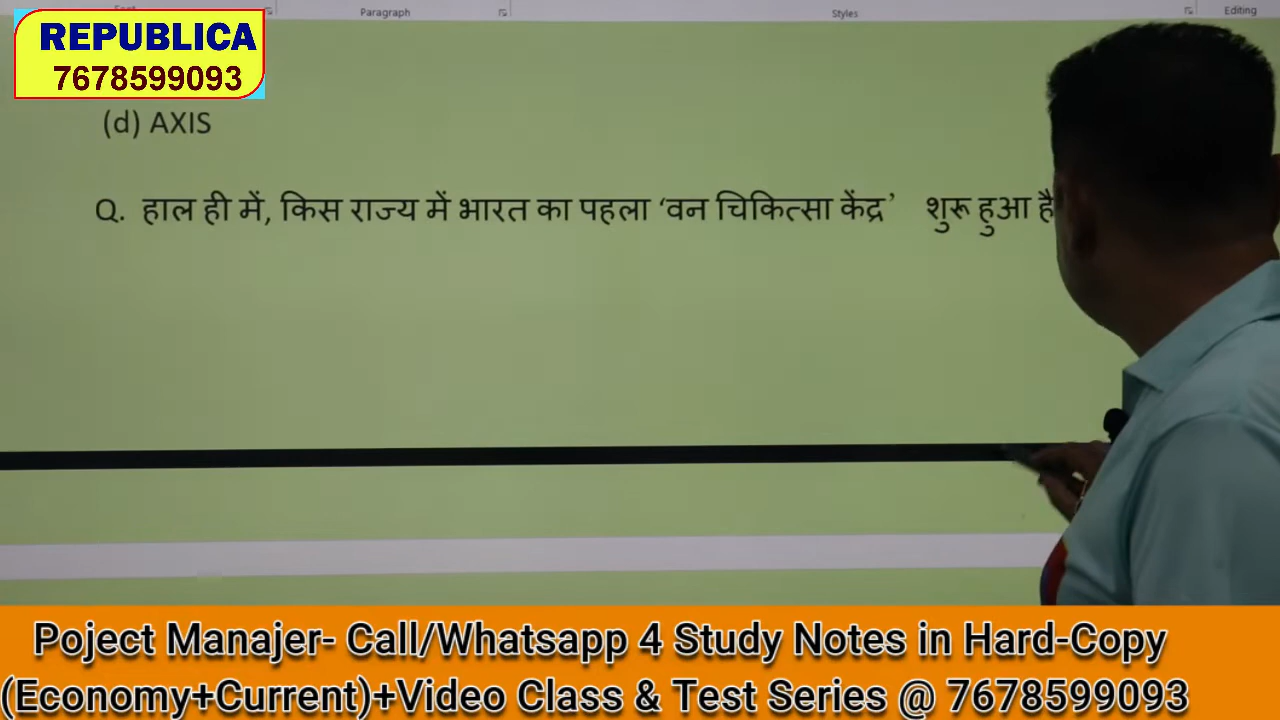 Paragraph
Styles
Editing
REPUBLICA
7678599093
(d) AXIS
Q. हाल ही में, किस राज्य में भारत का पहला ‘वन चिकित्सा केंद्र’ शुरू हुआ है
Poject Manajer- Call/Whatsapp 4 Study Notes in Hard-Copy
(Economy+Current)+Video Class & Test Series @ 7678599093